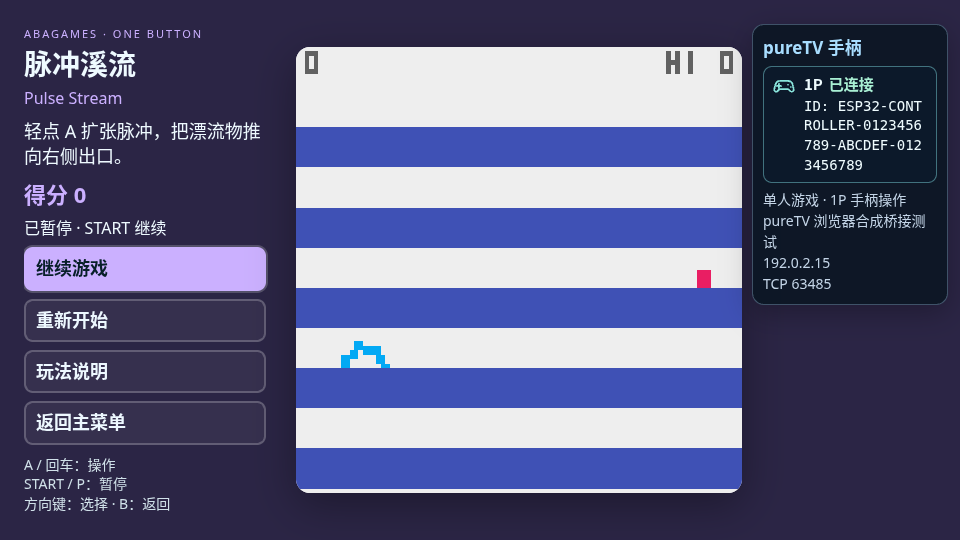 ABAGAMES · ONE BUTTON
脉冲溪流
Pulse Stream
轻点 A 扩张脉冲，把漂流物推
向右侧出口。
得分 0
已暂停 · START 继续
继续游戏
重新开始
玩法说明
返回主菜单
A / 回车：操作
START / P：暂停
方向键：选择 · B：返回
0
HI 0
pureTV 手柄
1P 已连接
ID: ESP32-CONT
ROLLER-0123456
789-ABCDEF-012
3456789
单人游戏 · 1P 手柄操作
pureTV 浏览器合成桥接测
试
192.0.2.15
TCP 63485